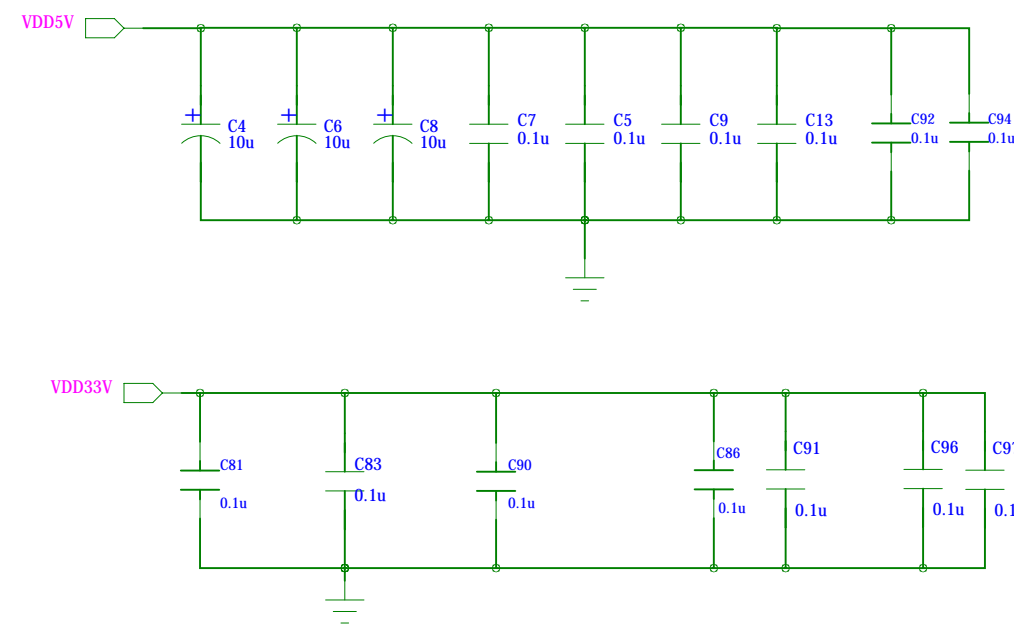 VDD5V
+ C4
10u
+ C6
10u
+ C8
10u
C7
0.1u
C5
0.1u
C9
0.1u
C13
0.1u
C92
0.1u
C94
0.1u
VDD33V
C81
0.1u
C83
0.1u
C90
0.1u
C86
0.1u
C91
0.1u
C96
0.1u